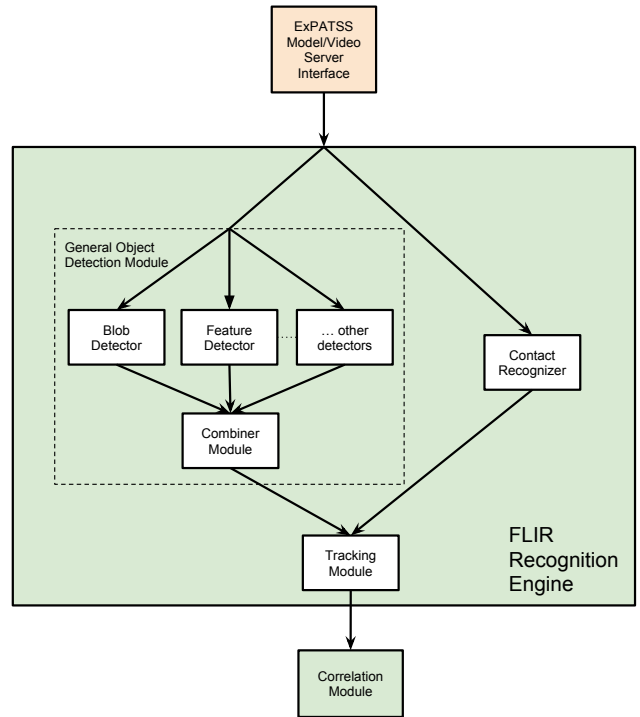 ExPATSS
Model/Video
Server
Interface
General Object
Detection Module
Blob
Detector
Feature
Detector
... other
detectors
Contact
Recognizer
Combiner
Module
Tracking
Module
FLIR
Recognition
Engine
Correlation
Module